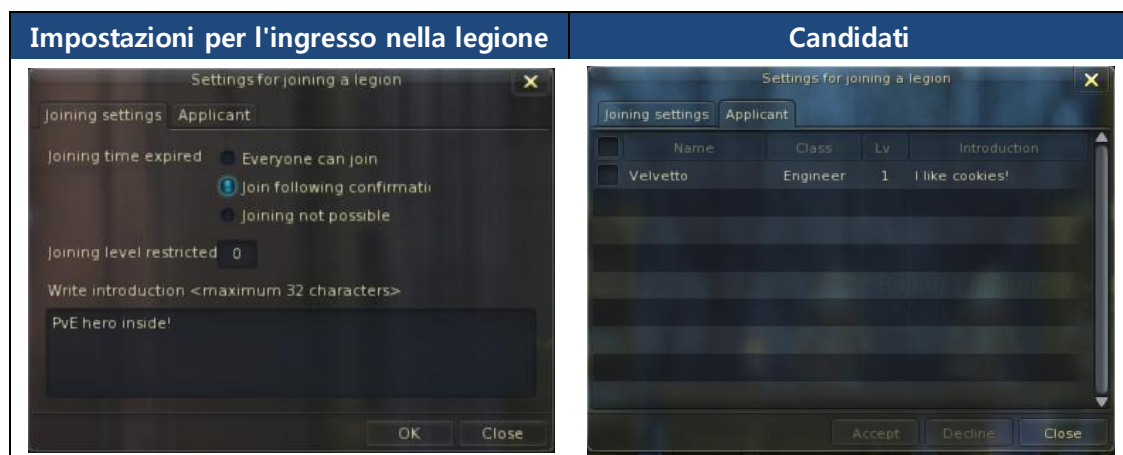 Impostazioni per l'ingresso nella legione
Candidati
Settings for joining a legion
Joining settings Applicant
Joining time expired Everyone can join
Join following confirmati
Joining not possible
Joining level restricted 0
Write introduction <maximum 32 characters>
PvE hero inside!
OK Close
Settings for joining a legion
Joining settings Applicant
Name Class Lv Introduction
Velvetto Engineer 1 I like cookies!
Accept Decline Close